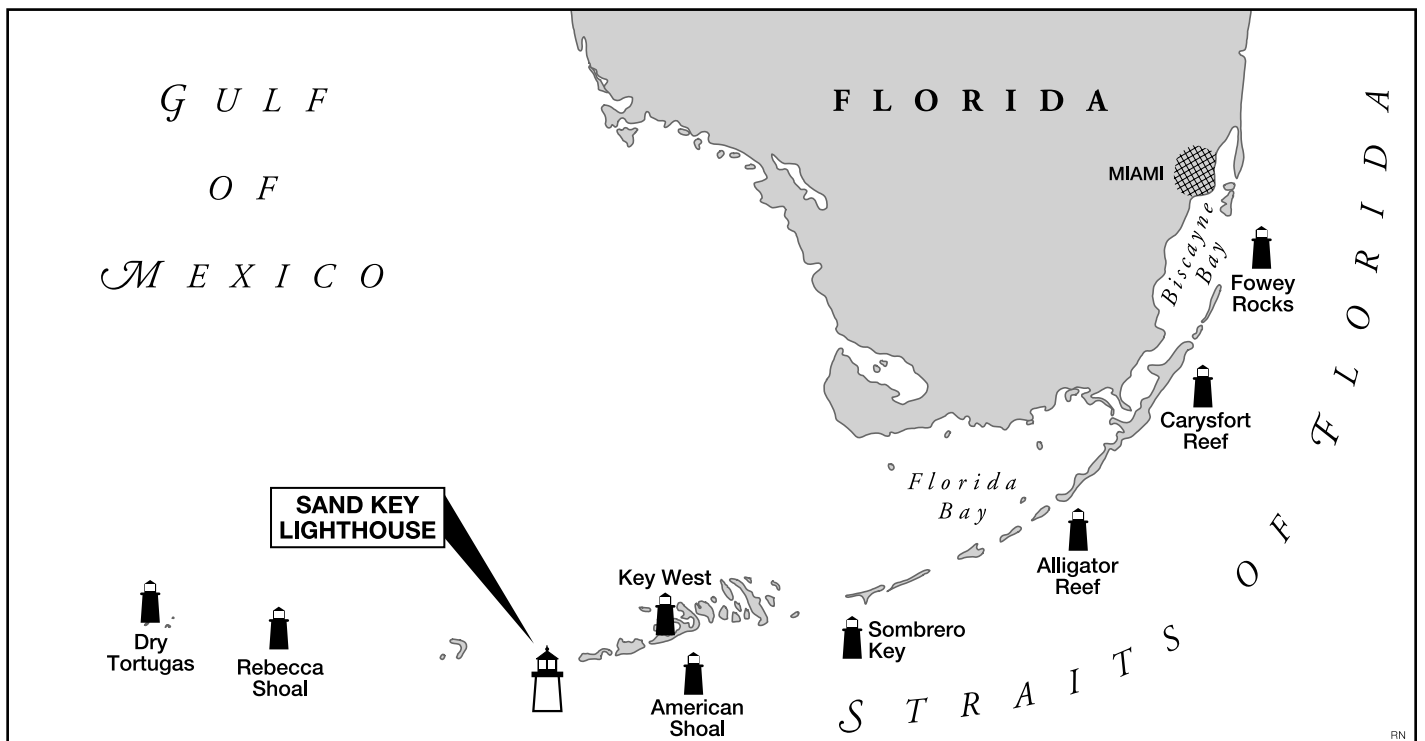 GULF
OF
MEXICO
FLORIDA
MIAMI
Biscayne
Bay
Fowey
Rocks
Carysfort
Reef
Florida
Bay
Alligator
Reef
SAND KEY
LIGHTHOUSE
Key West
Sombrero
Key
Dry
Tortugas
Rebecca
Shoal
American
Shoal
STRAITS OF FLORIDA
RN